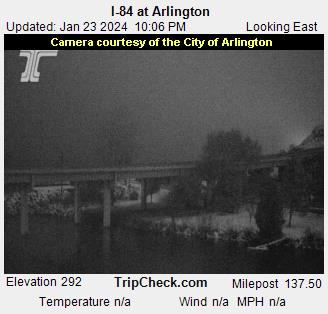 I-84 at Arlington
Updated: Jan 23 2024 10:06 PM Looking East
Camera courtesy of the City of Arlington
Elevation 292 TripCheck.com Milepost 137.50
Temperature n/a Wind n/a MPH n/a